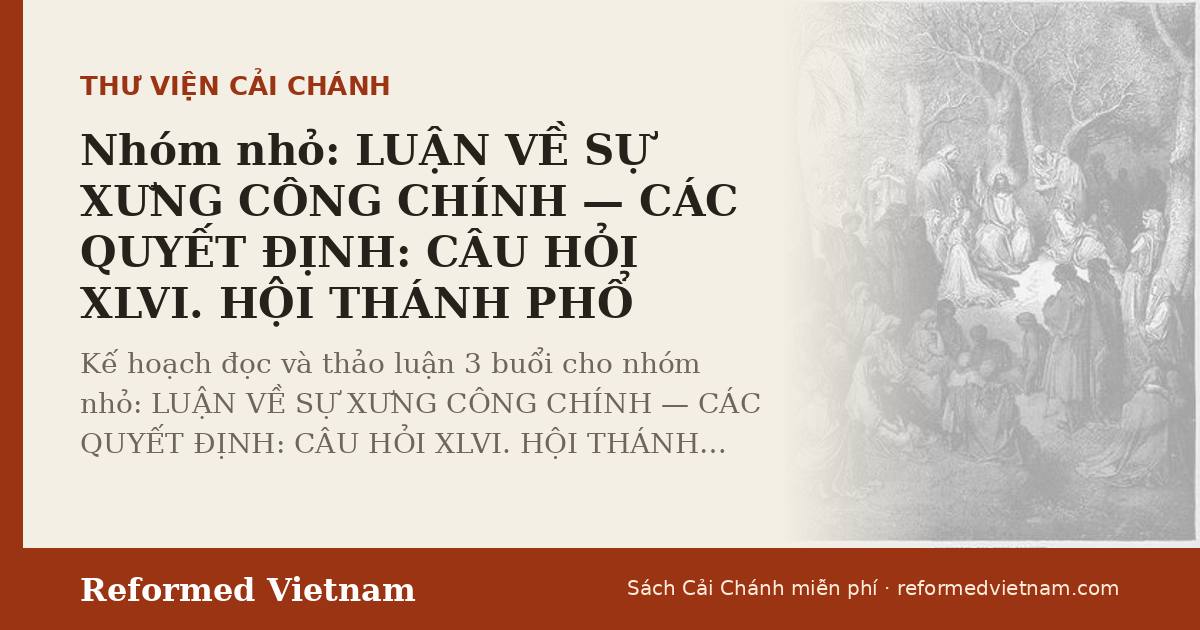 THƯ VIỆN CẢI CHÁNH
Nhóm nhỏ: LUẬN VỀ SỰ
XƯNG CÔNG CHÍNH — CÁC
QUYẾT ĐỊNH: CÂU HỎI
XLVI. HỘI THÁNH PHỔ
Kế hoạch đọc và thảo luận 3 buổi cho nhóm
nhỏ: LUẬN VỀ SỰ XƯNG CÔNG CHÍNH — CÁC
QUYẾT ĐỊNH: CÂU HỎI XLVI. HỘI THÁNH...
Reformed Vietnam
Sách Cải Chánh miễn phí · reformedvietnam.com